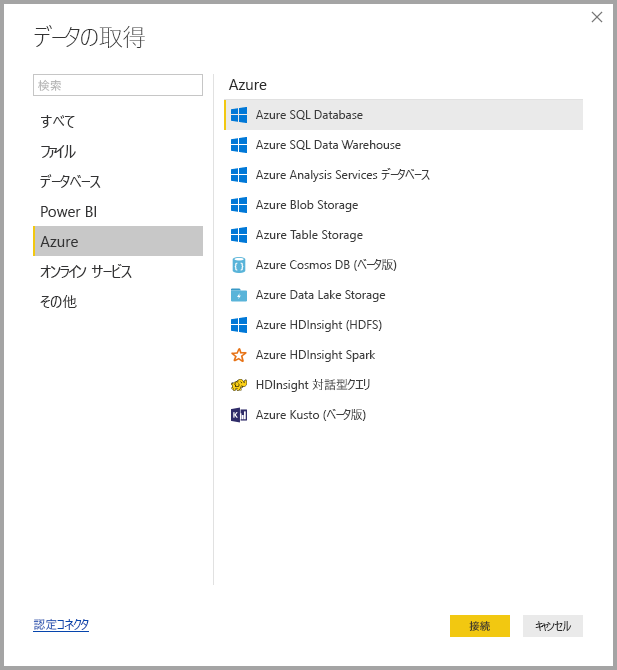 データの取得
検索
すべて
ファイル
データベース
Power BI
Azure
オンライン サービス
その他
Azure
Azure SQL Database
Azure SQL Data Warehouse
Azure Analysis Services データベース
Azure Blob Storage
Azure Table Storage
Azure Cosmos DB (ベータ版)
Azure Data Lake Storage
Azure HDInsight (HDFS)
Azure HDInsight Spark
HDInsight 対話型クエリ
Azure Kusto (ベータ版)
認定コネクタ
接続
キャンセル